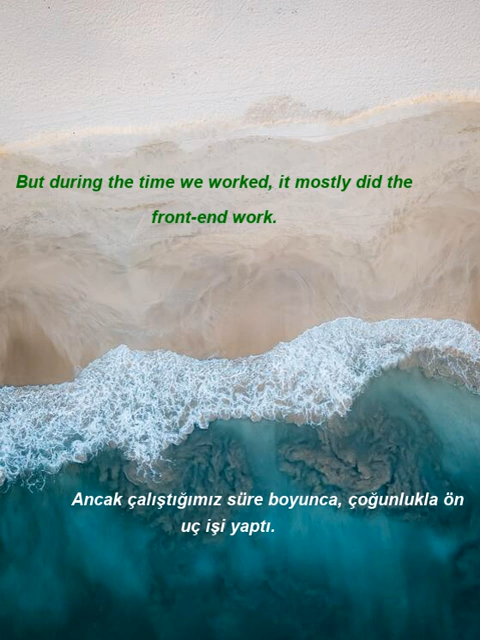 But during the time we worked, it mostly did the
front-end work.
Ancak çalıştığımız süre boyunca, çoğunlukla ön
uç işi yaptı.